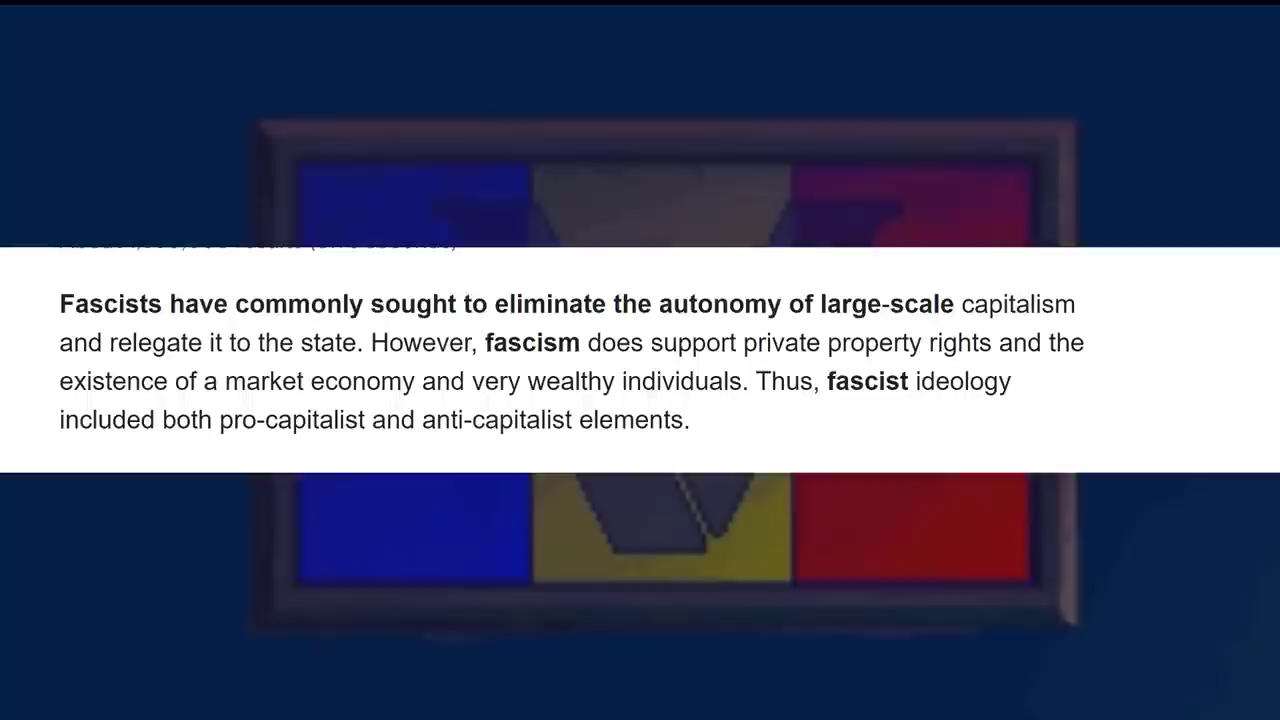 Fascists have commonly sought to eliminate the autonomy of large-scale capitalism
and relegate it to the state. However, fascism does support private property rights and the
existence of a market economy and very wealthy individuals. Thus, fascist ideology
included both pro-capitalist and anti-capitalist elements.